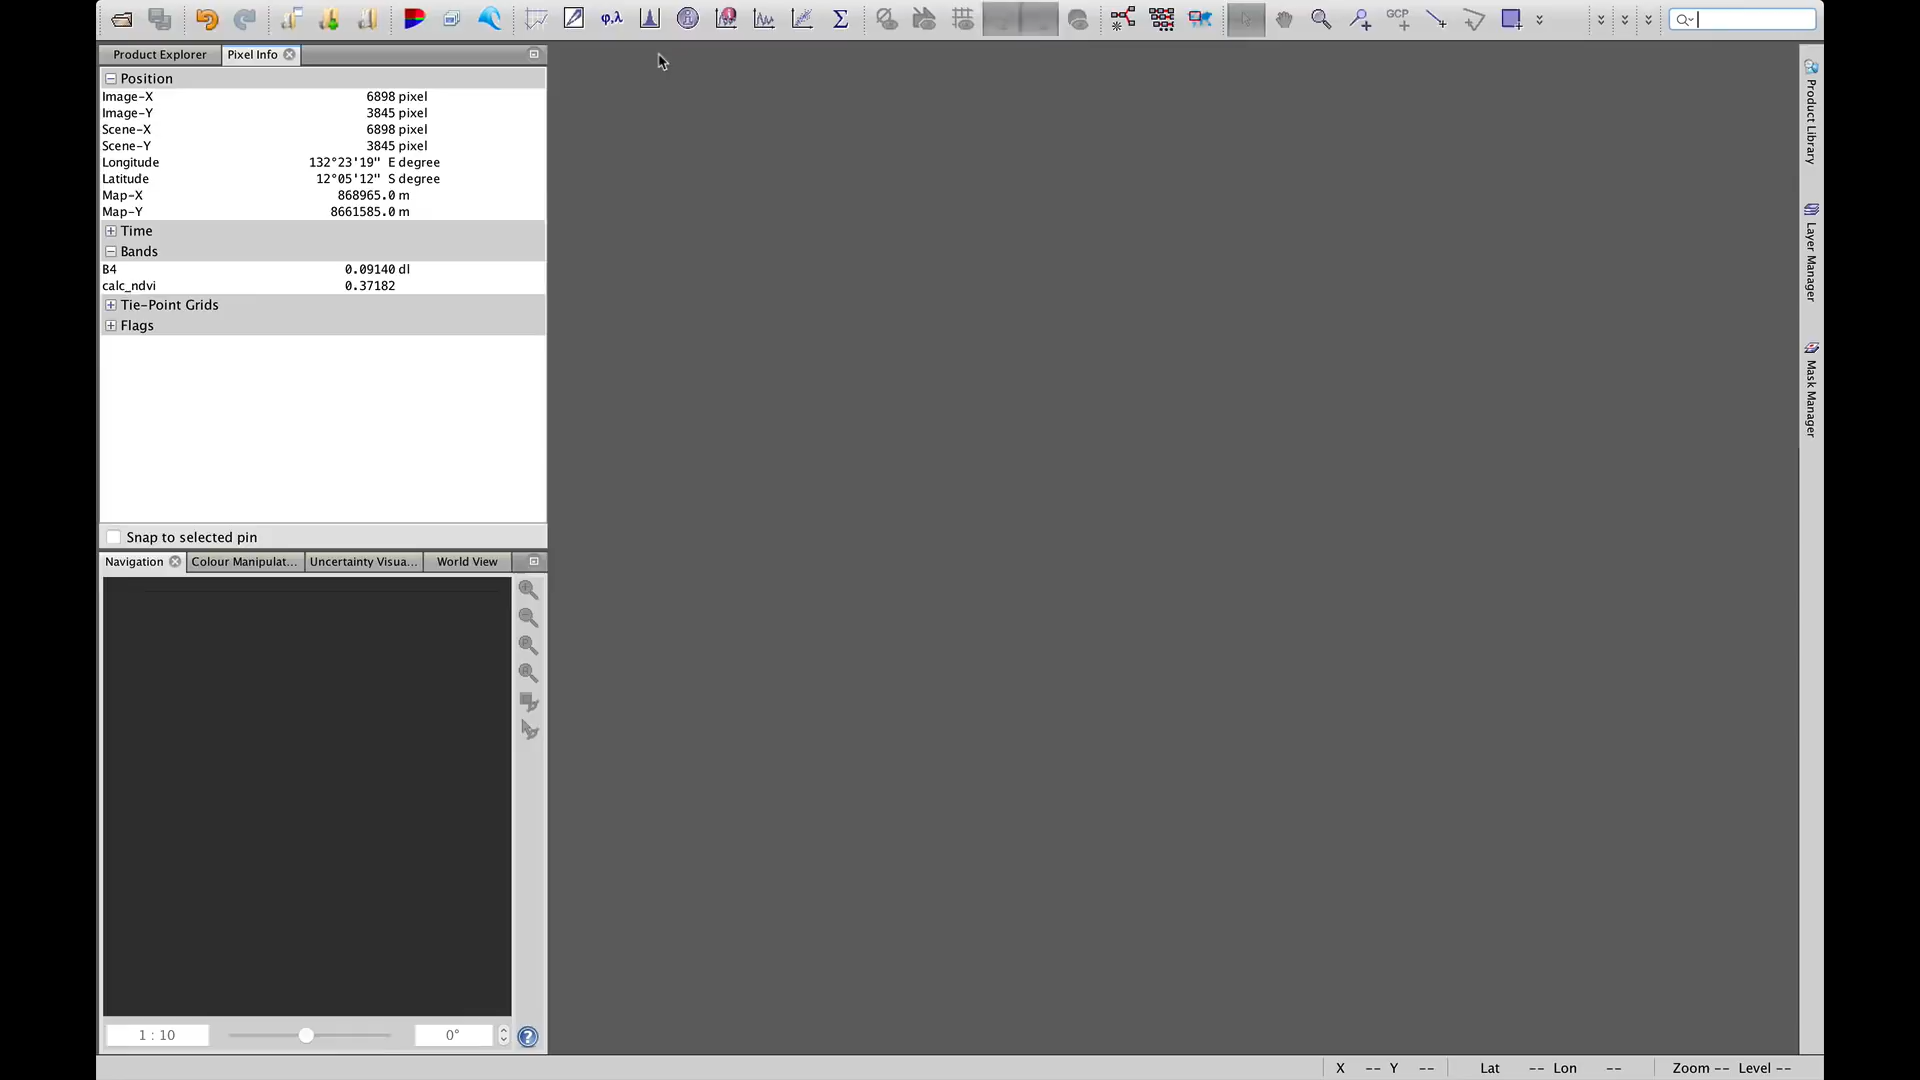 φ,λ
Σ
GCP
Product Explorer
Pixel Info
Position
Image-X 6898 pixel
Image-Y 3845 pixel
Scene-X 6898 pixel
Scene-Y 3845 pixel
Longitude 132°23'19" E degree
Latitude 12°05'12" S degree
Map-X 868965.0 m
Map-Y 8661585.0 m
Time
Bands
B4 0.09140 dl
calc_ndvi 0.37182
Tie-Point Grids
Flags
Snap to selected pin
Navigation
Colour Manipulat...
Uncertainty Visua...
World View
1 : 10
0°
?
Product Library
Layer Manager
Mask Manager
X -- Y -- Lat -- Lon -- Zoom -- Level --